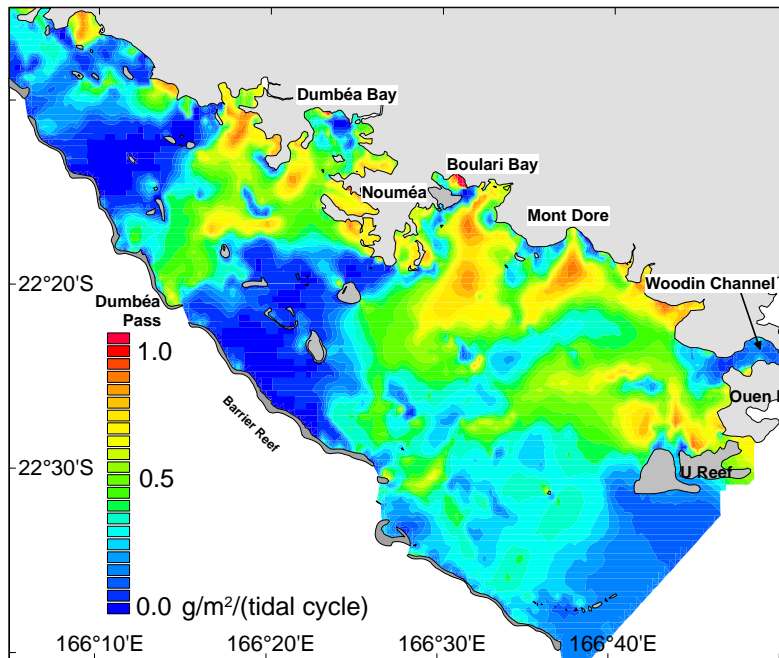 Dumbéa Bay
Boulari Bay
Nouméa
Mont Dore
Woodin Channel
22°20'S
Dumbéa
Pass
1.0
Ouen I
Barrier Reef
22°30'S
U Reef
0.5
0.0 g/m²/(tidal cycle)
166°10'E
166°20'E
166°30'E
166°40'E